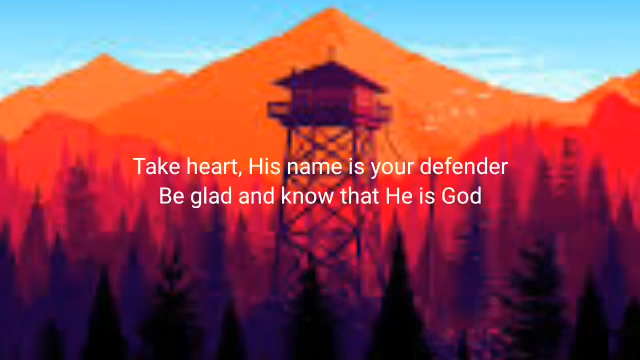 Take heart, His name is your defender
Be glad and know that He is God